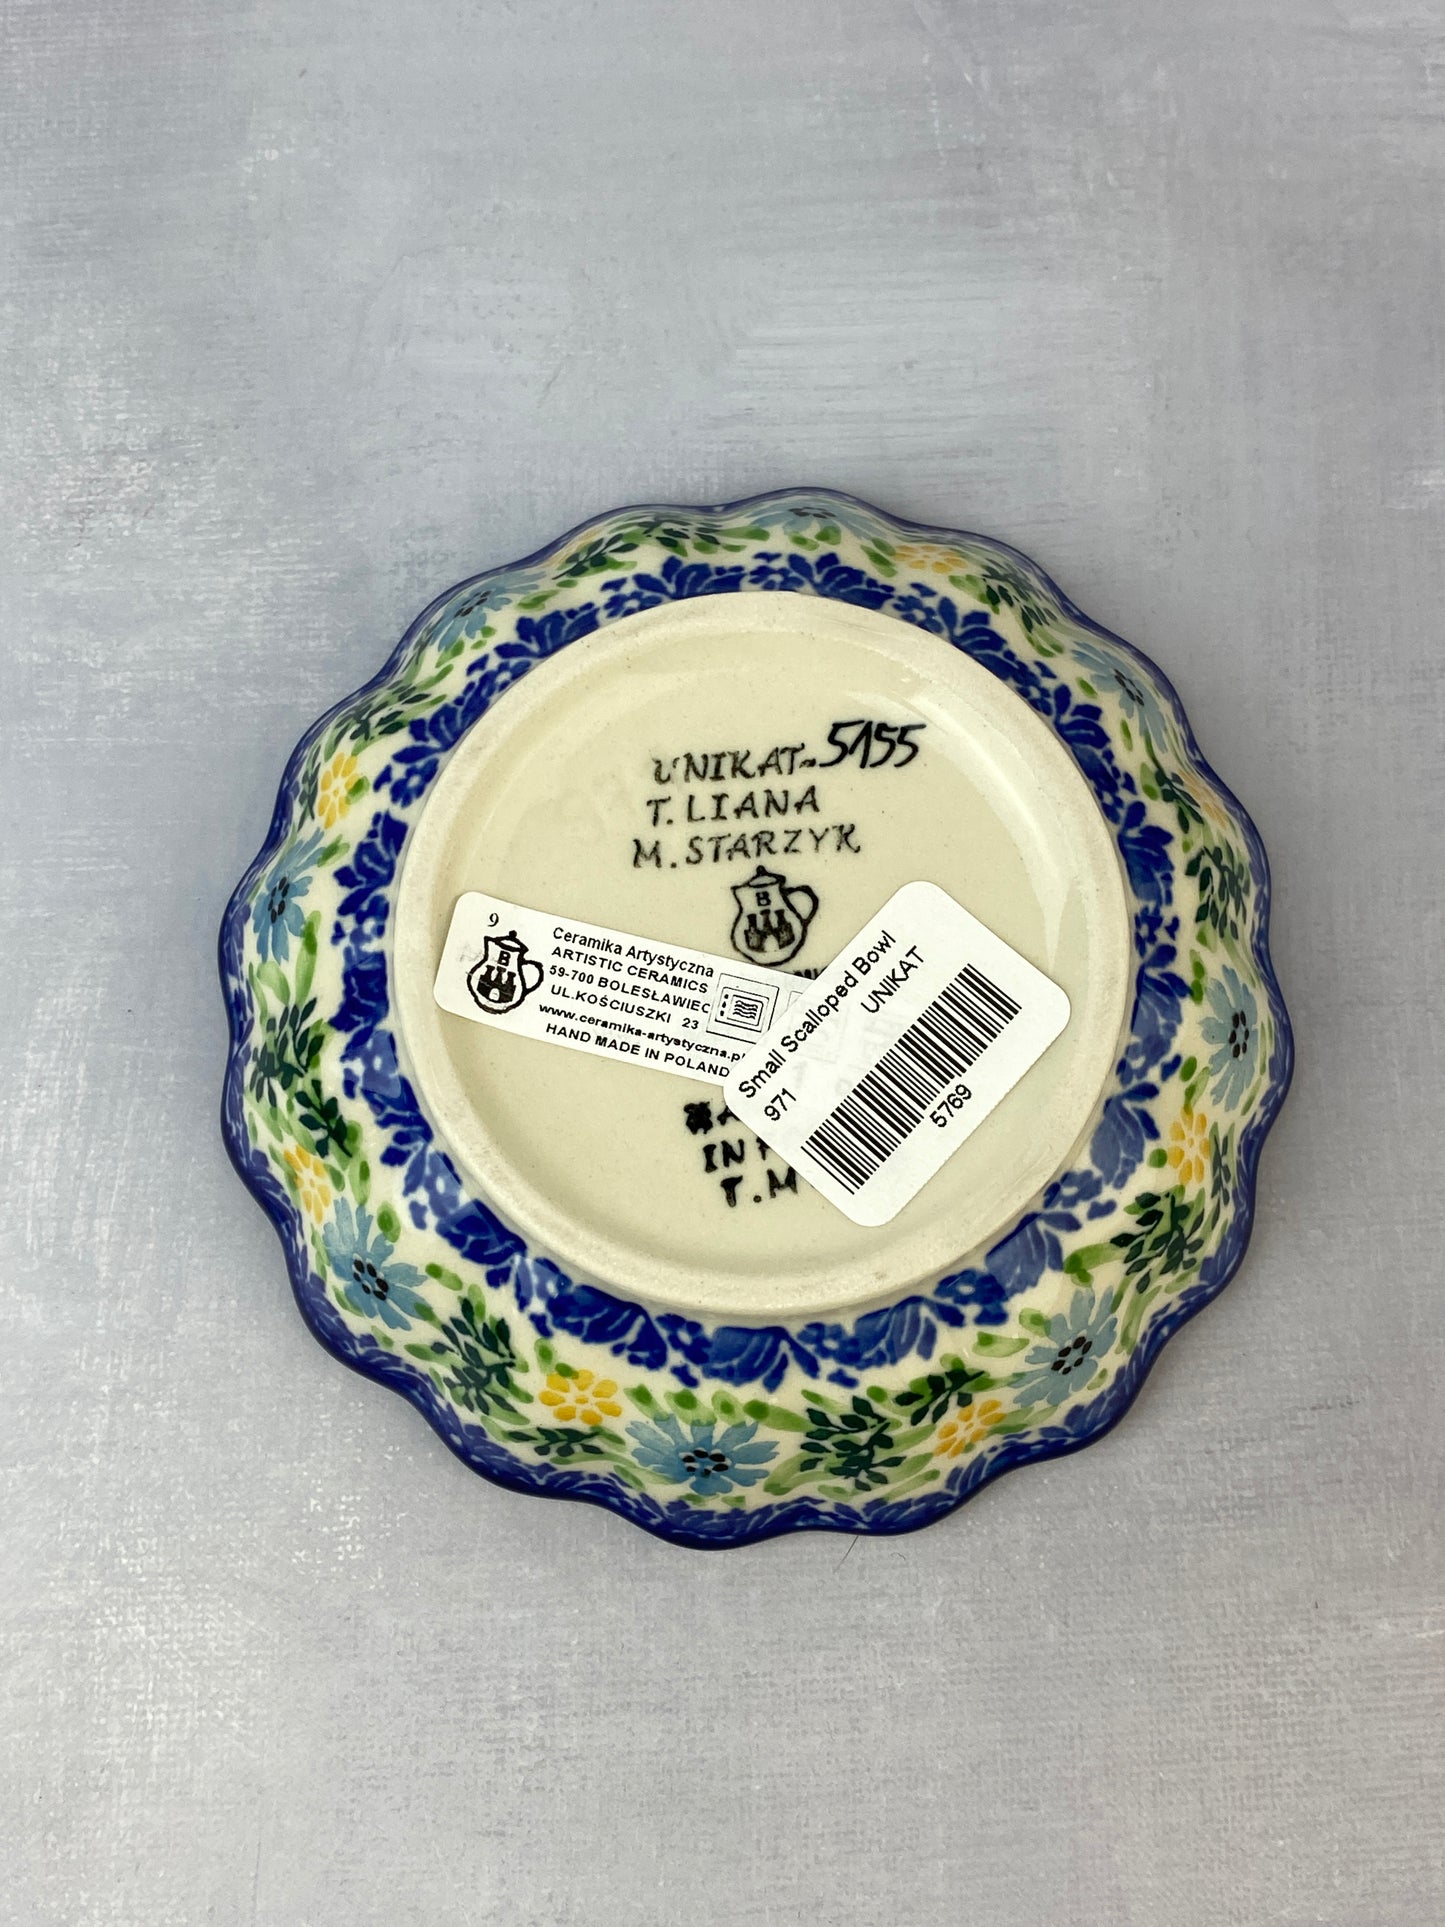 UNIKAT-5155
T. LIANA
M. STARZYK
B
9
B
Ceramika Artystyczna
ARTISTIC CERAMICS
59-700 BOLESŁAWIEC
UL.KOŚCIUSZKI 23
www.ceramika-artystyczna.pl
HAND MADE IN POLAND
Small Scalloped Bowl
UNIKAT
971
5769
IN
T.M